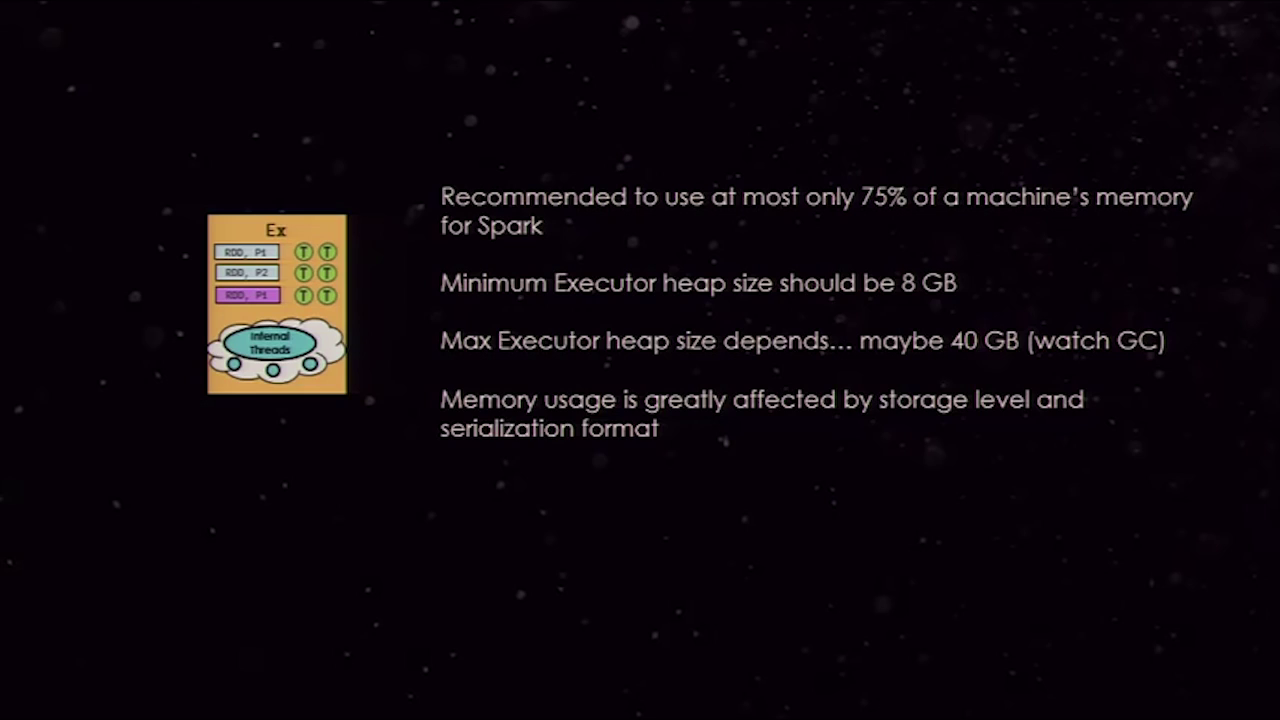 Recommended to use at most only 75% of a machine's memory
for Spark
Minimum Executor heap size should be 8 GB
Max Executor heap size depends... maybe 40 GB (watch GC)
Memory usage is greatly affected by storage level and
serialization format
Ex
RDD, P1 T T
RDD, P2 T T
RDD, P1 T T
Internal
Threads